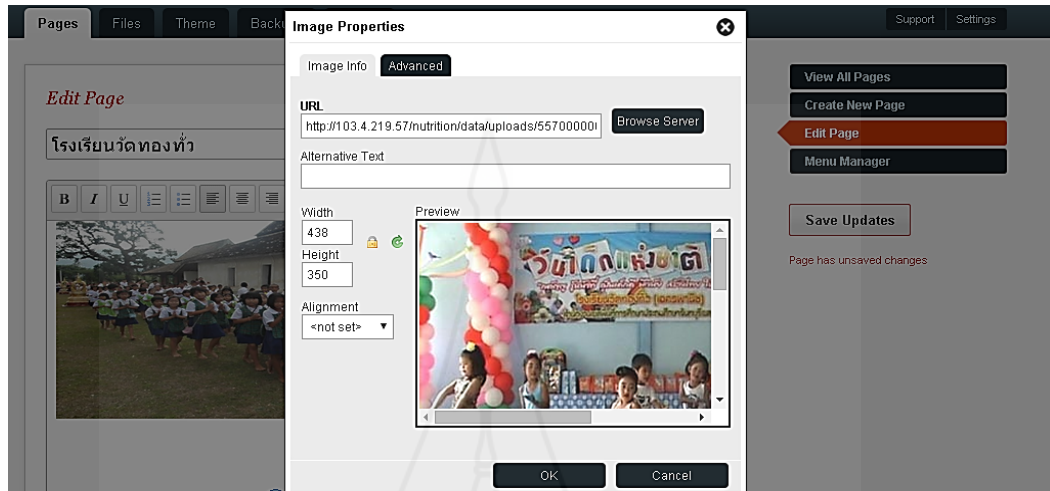 Pages Files Theme Support Settings
Image Properties
Image Info Advanced
Edit Page
URL
http://103.4.219.57/nutrition/data/uploads/55700000 Browse Server
โรงเรียนวัดทองทั่ว
Alternative Text
B I U
Width
438
Height
350
Alignment
<not set>
Preview
วันเด็กแห่งชาติ
OK Cancel
View All Pages
Create New Page
Edit Page
Menu Manager
Save Updates
Page has unsaved changes